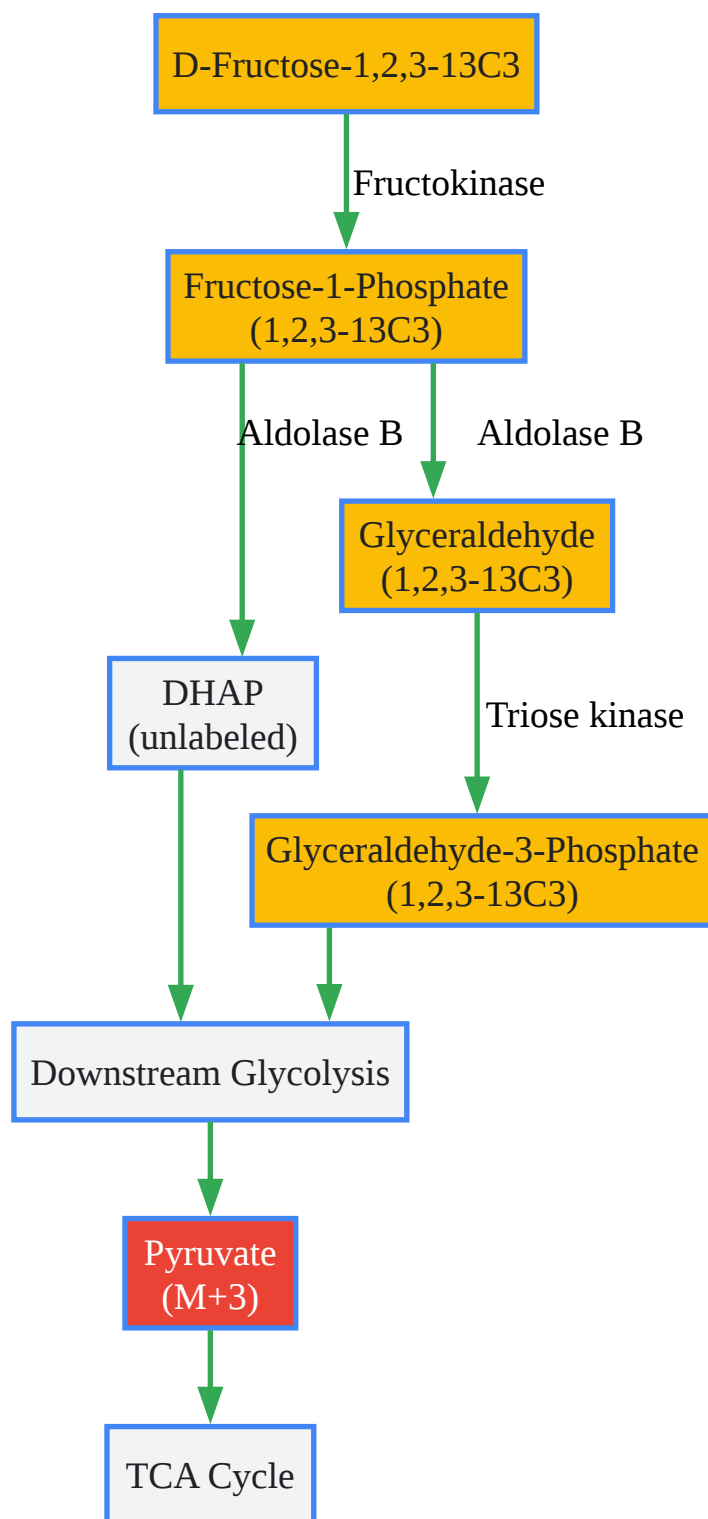 D-Fructose-1,2,3-13C3
Fructokinase
Fructose-1-Phosphate
(1,2,3-13C3)
Aldolase B
Aldolase B
Glyceraldehyde
(1,2,3-13C3)
DHAP
(unlabeled)
Triose kinase
Glyceraldehyde-3-Phosphate
(1,2,3-13C3)
Downstream Glycolysis
Pyruvate
(M+3)
TCA Cycle